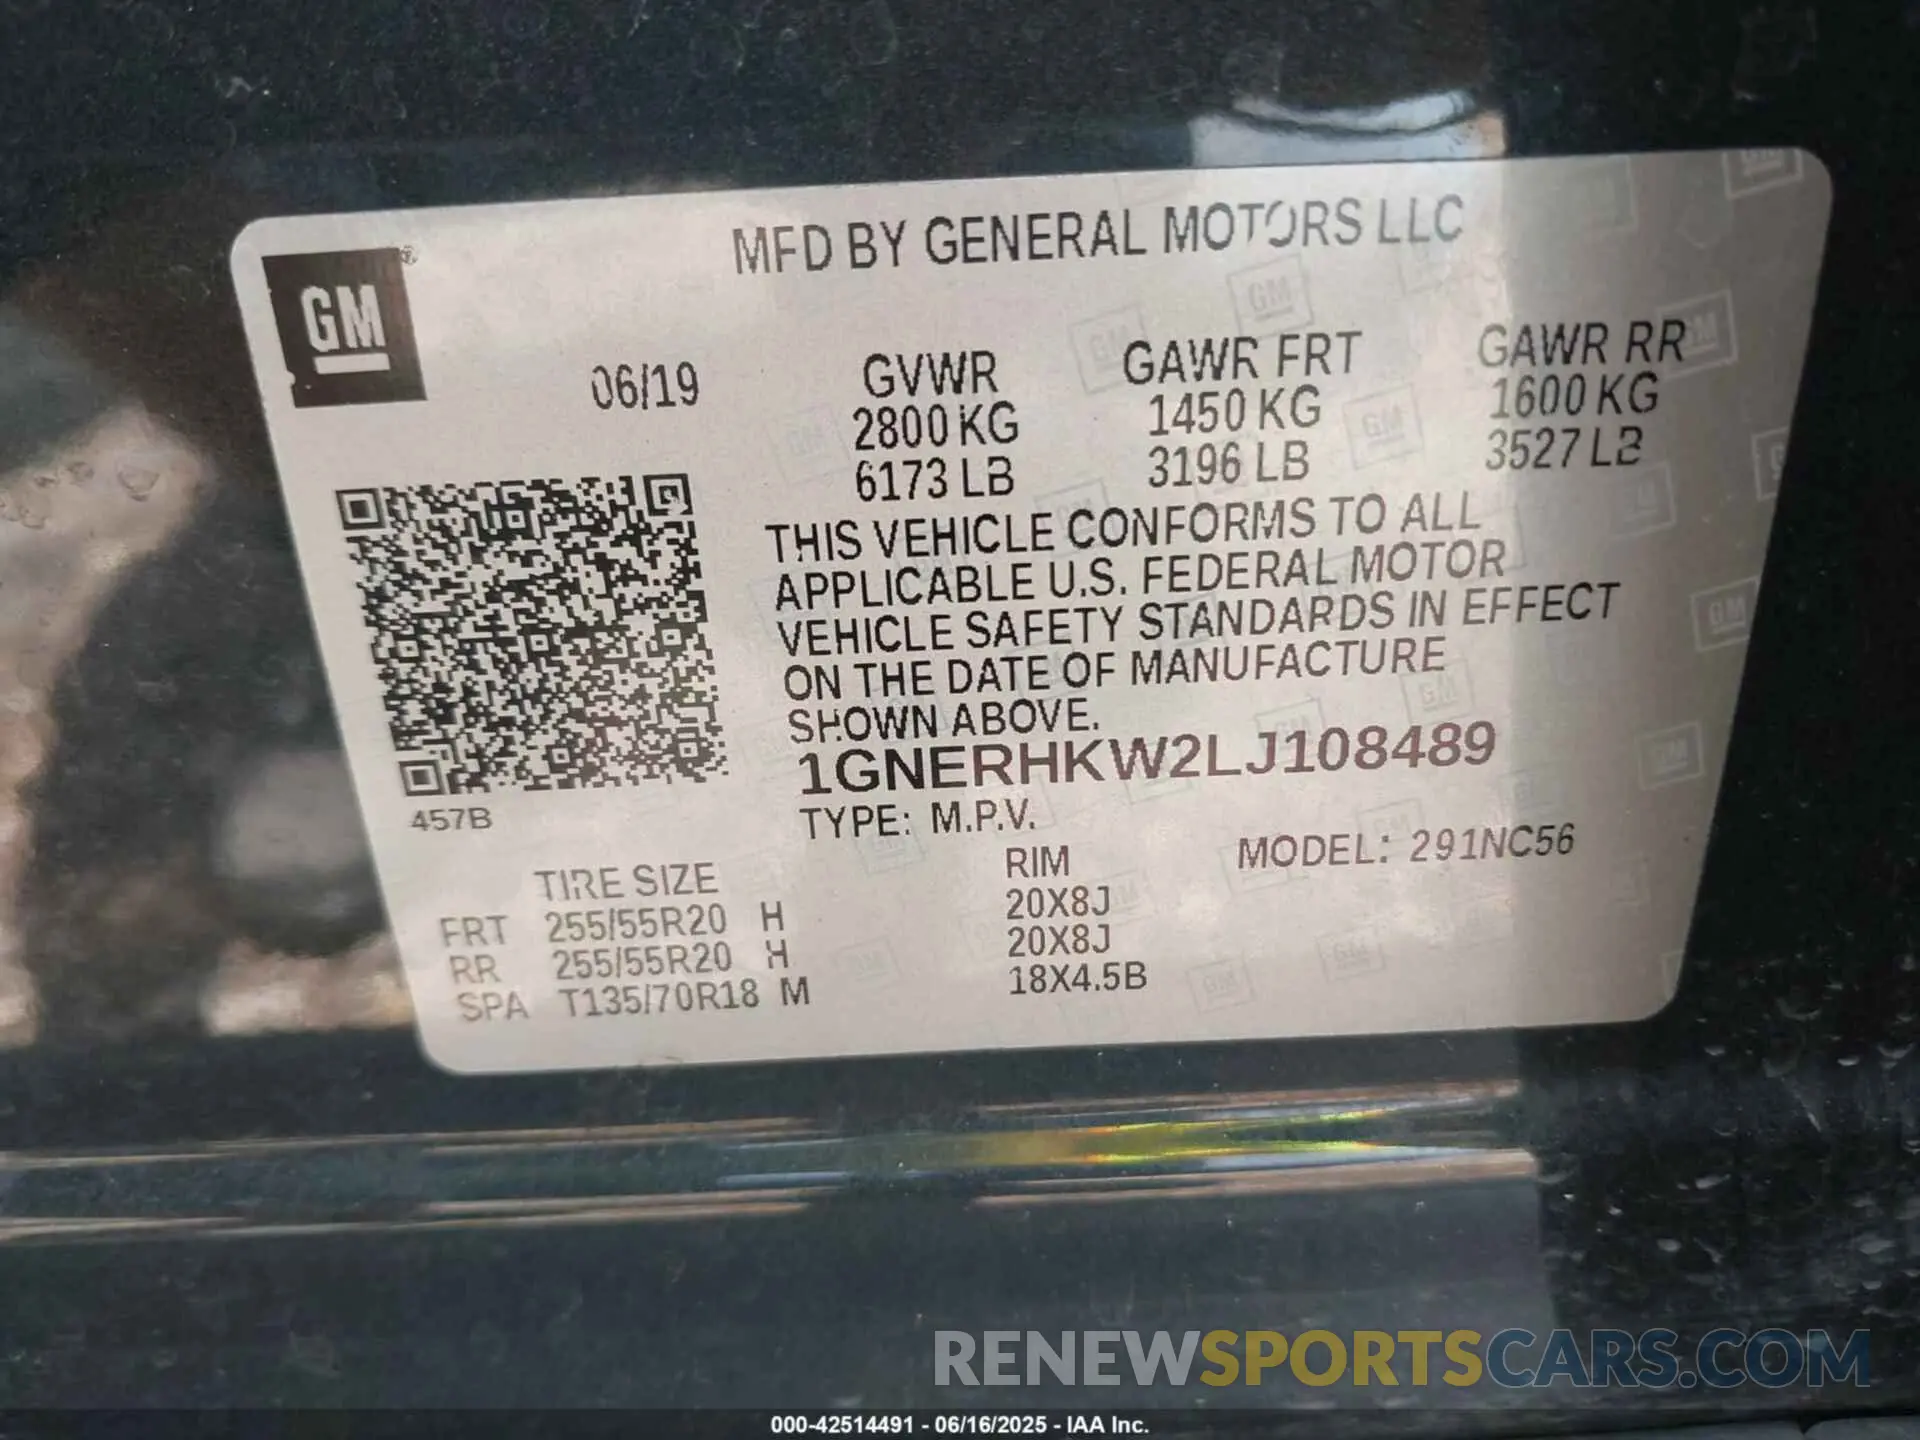 MFD BY GENERAL MOTORS LLC
GM
®
06/19
GVWR
2800 KG
6173 LB
GAWR FRT
1450 KG
3196 LB
GAWR RR
1600 KG
3527 LB
THIS VEHICLE CONFORMS TO ALL
APPLICABLE U.S. FEDERAL MOTOR
VEHICLE SAFETY STANDARDS IN EFFECT
ON THE DATE OF MANUFACTURE
SHOWN ABOVE.
1GNERHKW2LJ108489
457B
TYPE: M.P.V.
MODEL: 291NC56
TIRE SIZE RIM
FRT 255/55R20 H 20X8J
RR 255/55R20 H 20X8J
SPA T135/70R18 M 18X4.5B
RENEWSPORTSCARS.COM
000-42514491 - 06/16/2025 - IAA Inc.